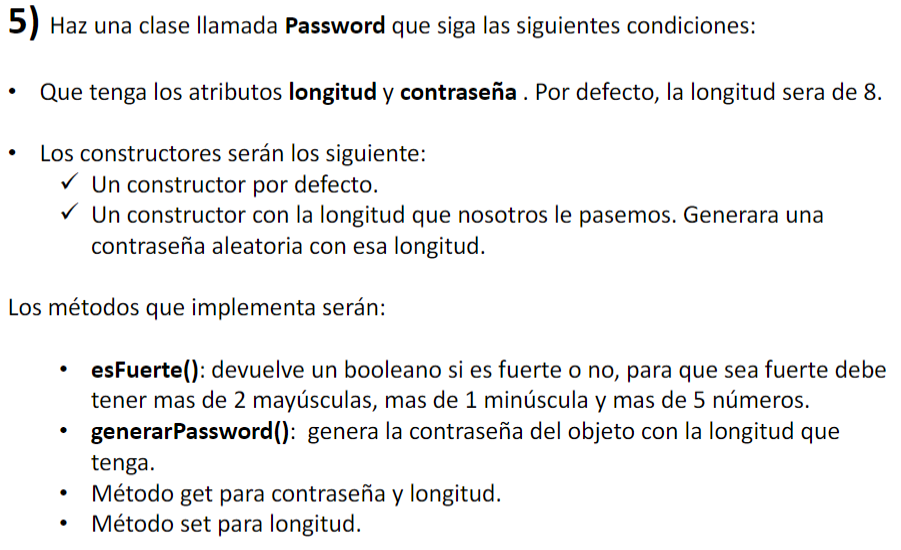 5) Haz una clase llamada Password que siga las siguientes condiciones:
• Que tenga los atributos longitud y contraseña . Por defecto, la longitud sera de 8.
• Los constructores serán los siguiente:
✓ Un constructor por defecto.
✓ Un constructor con la longitud que nosotros le pasemos. Generara una
contraseña aleatoria con esa longitud.
Los métodos que implementa serán:
• esFuerte(): devuelve un booleano si es fuerte o no, para que sea fuerte debe
tener mas de 2 mayúsculas, mas de 1 minúscula y mas de 5 números.
• generarPassword(): genera la contraseña del objeto con la longitud que
tenga.
• Método get para contraseña y longitud.
• Método set para longitud.